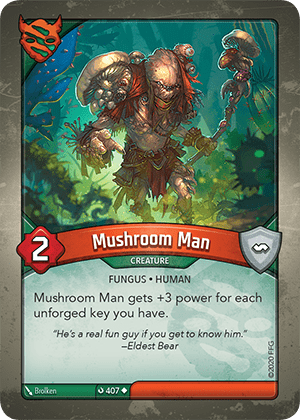 Mushroom Man
2
CREATURE
FUNGUS • HUMAN
Mushroom Man gets +3 power for each
unforged key you have.
“He’s a real fun guy if you get to know him.”
–Eldest Bear
©2020 FFG
Brolken
407